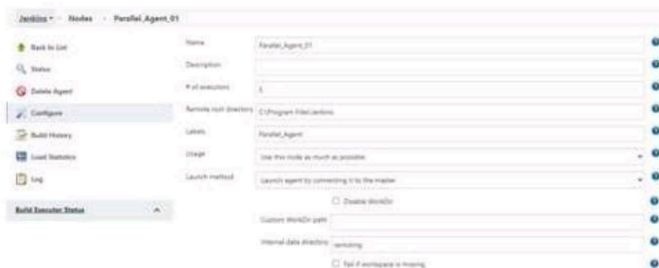 Jenkins Nodes Parallel_Agent_01
Back to List
Status
Delete Agent
Configure
Build History
Load Statistics
Log
Build Executor Status
Name Parallel_Agent_01
Description
# of executors
Remote root directory C:\Program Files\Jenkins
Labels Parallel_Agent
Usage Use this node as much as possible
Launch method Launch agent by connecting it to the master
Disable WorkDir
Custom WorkDir path
Internal data directory remoting
Fail if workspace is missing